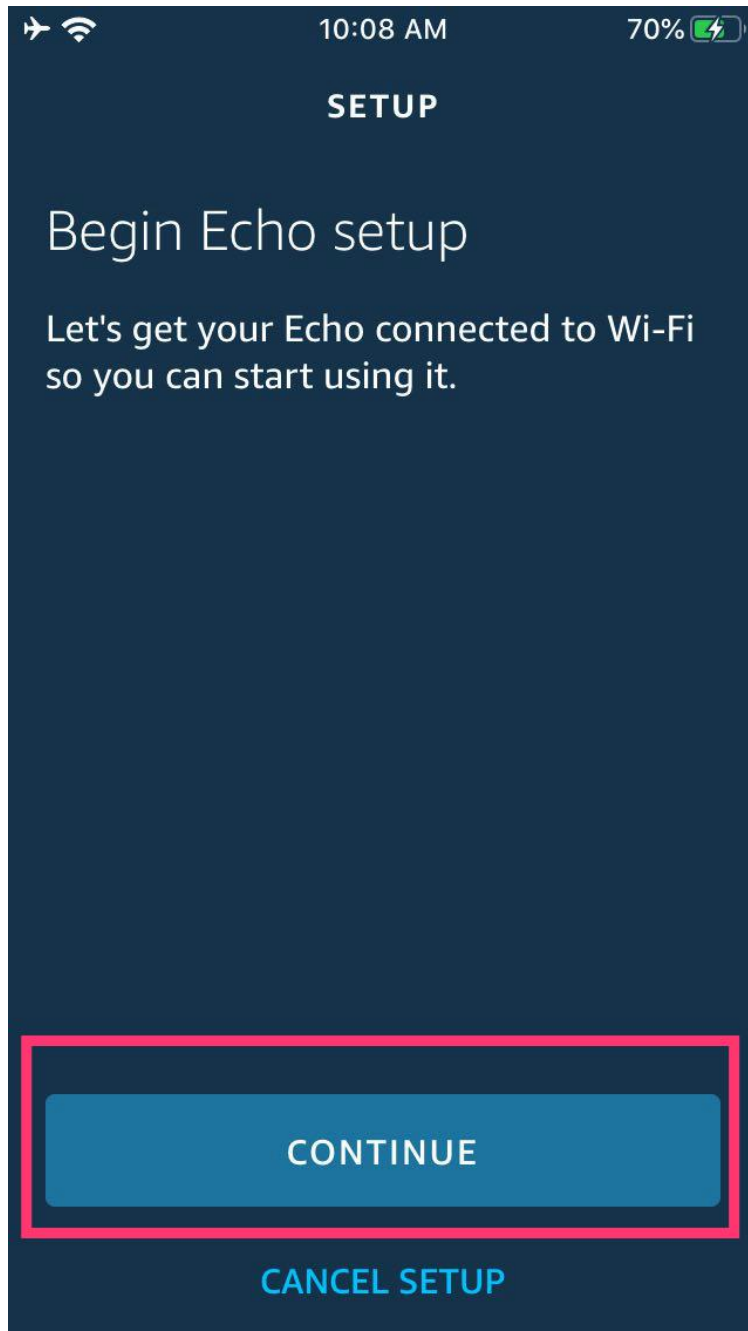 10:08 AM 70%
SETUP
Begin Echo setup
Let's get your Echo connected to Wi-Fi
so you can start using it.
CONTINUE
CANCEL SETUP